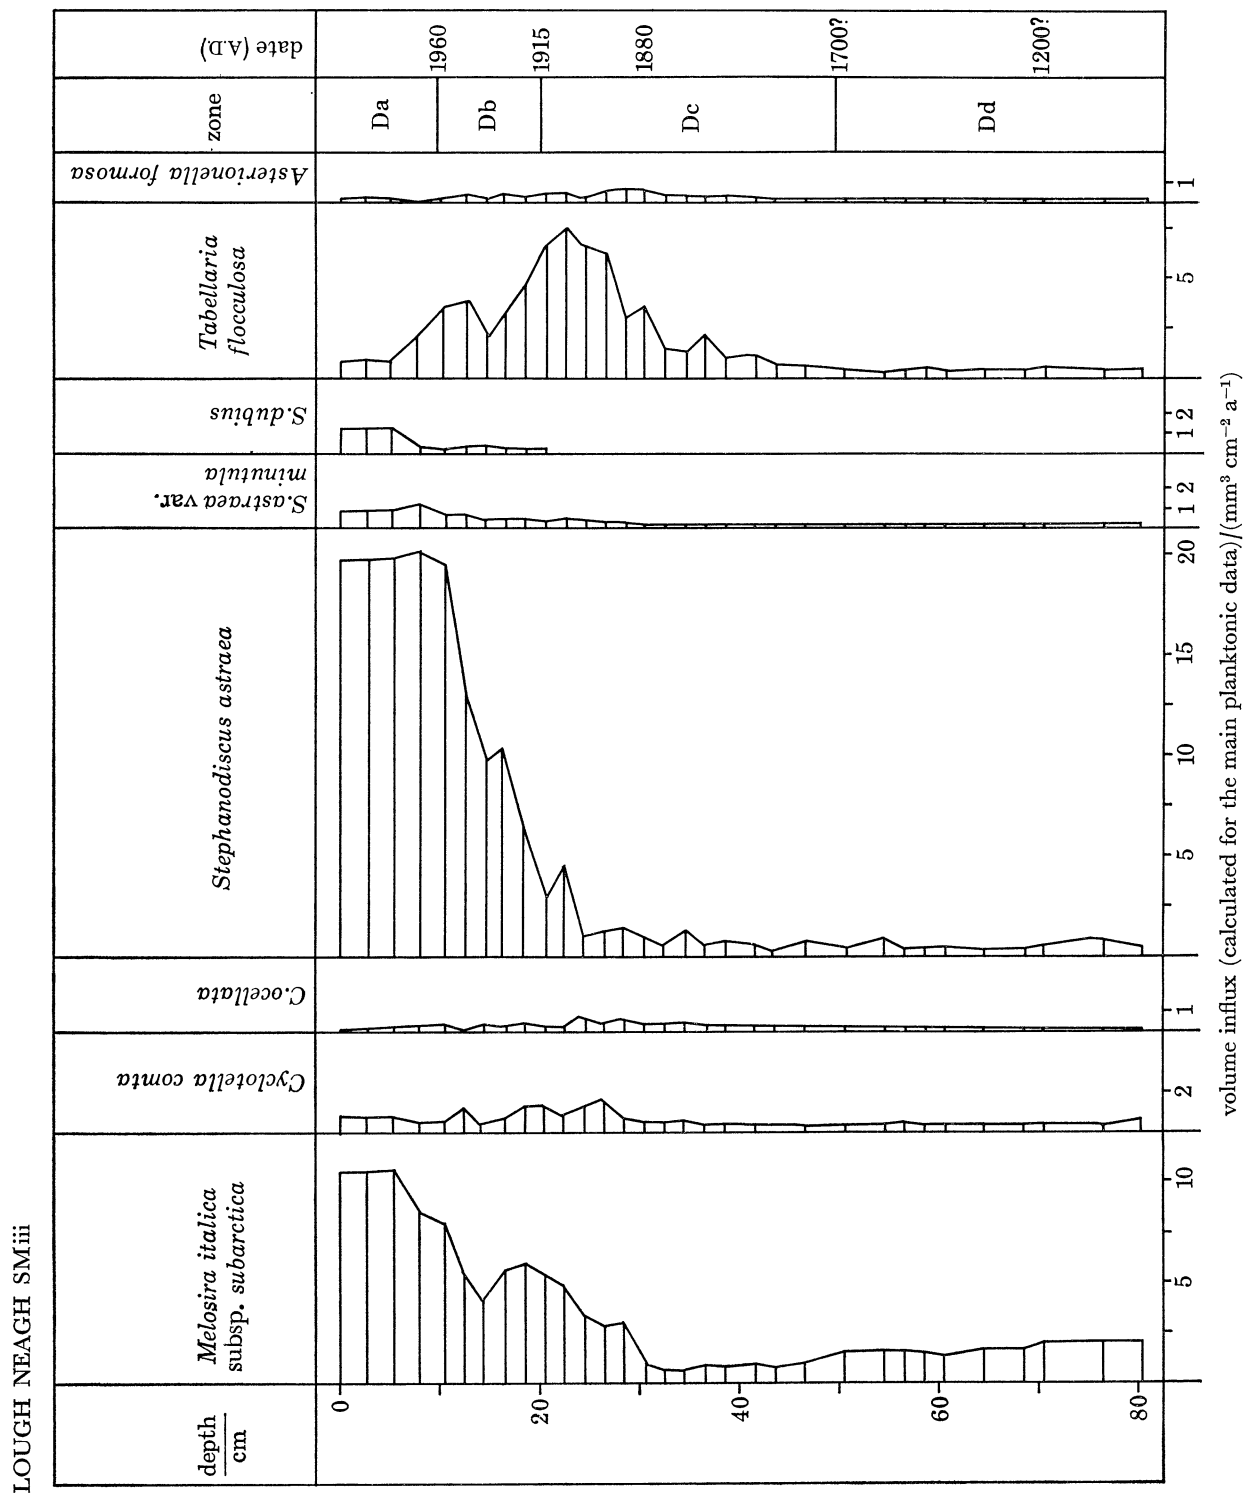 LOUGH NEAGH SMiii
depth
cm
Melosira italica
subsp. subarctica
Cyclotella comta
C.ocellata
Stephanodiscus astraea
S.astraea var.
minutula
S.dubius
Tabellaria
flocculosa
Asterionella formosa
zone
date (A.D.)
0
20
40
60
80
5
10
2
1
5
10
15
20
1 2
1 2
5
1
Da
Db
Dc
Dd
1960
1915
1880
1700?
1200?
volume influx (calculated for the main planktonic data)/(mm³ cm⁻² a⁻¹)